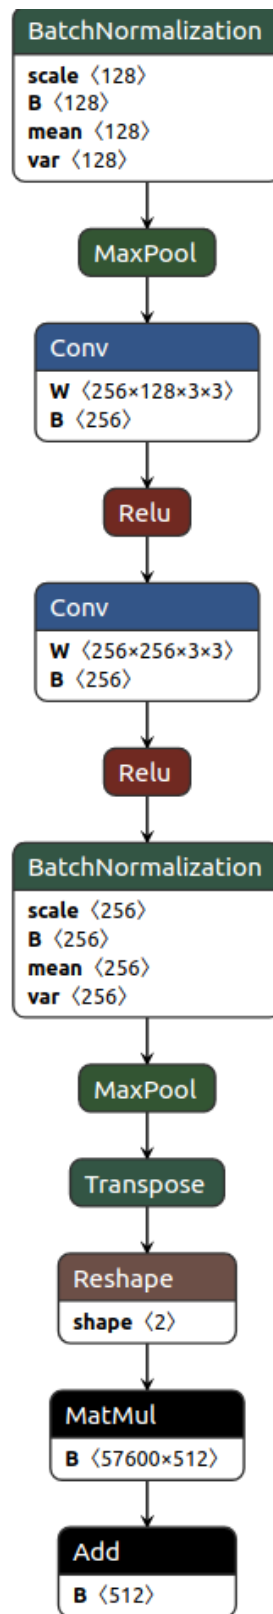 BatchNormalization
scale 〈128〉
B 〈128〉
mean 〈128〉
var 〈128〉
MaxPool
Conv
W 〈256×128×3×3〉
B 〈256〉
Relu
Conv
W 〈256×256×3×3〉
B 〈256〉
Relu
BatchNormalization
scale 〈256〉
B 〈256〉
mean 〈256〉
var 〈256〉
MaxPool
Transpose
Reshape
shape 〈2〉
MatMul
B 〈57600×512〉
Add
B 〈512〉